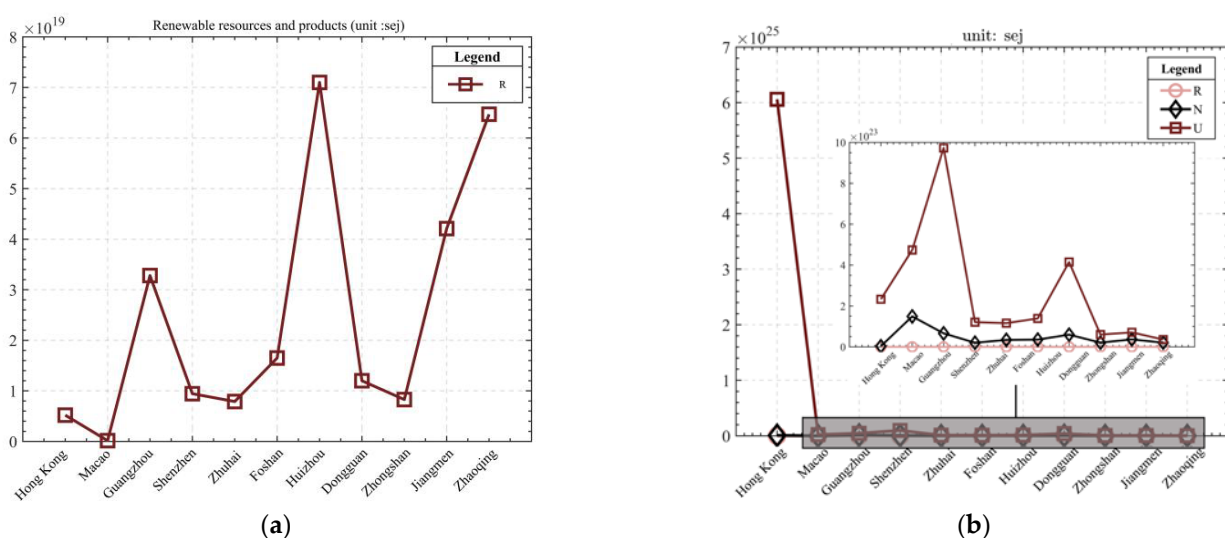 Renewable resources and products (unit :sej)
×10^19
8
7
6
5
4
3
2
1
0
Legend
R
Hong Kong
Macao
Guangzhou
Shenzhen
Zhuhai
Foshan
Huizhou
Dongguan
Zhongshan
Jiangmen
Zhaoqing
(a)
unit: sej
×10^25
7
6
5
4
3
2
1
0
Legend
R
N
U
×10^23
10
8
6
4
2
0
Hong Kong
Macao
Guangzhou
Shenzhen
Zhuhai
Foshan
Huizhou
Dongguan
Zhongshan
Jiangmen
Zhaoqing
Hong Kong
Macao
Guangzhou
Shenzhen
Zhuhai
Foshan
Huizhou
Dongguan
Zhongshan
Jiangmen
Zhaoqing
(b)